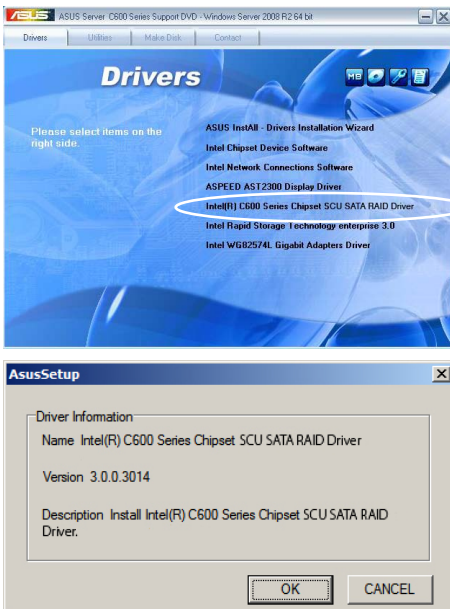 ASUS ASUS Server C600 Series Support DVD - Windows Server 2008 R2 64 bit
Drivers Utilities Make Disk Contact
Drivers
MB
Please select items on the
right side.
ASUS InstAll - Drivers Installation Wizard
Intel Chipset Device Software
Intel Network Connections Software
ASPEED AST2300 Display Driver
Intel(R) C600 Series Chipset SCU SATA RAID Driver
Intel Rapid Storage Technology enterprise 3.0
Intel WG82574L Gigabit Adapters Driver
AsusSetup
Driver Information
Name Intel(R) C600 Series Chipset SCU SATA RAID Driver
Version 3.0.0.3014
Description Install Intel(R) C600 Series Chipset SCU SATA RAID
Driver.
OK CANCEL